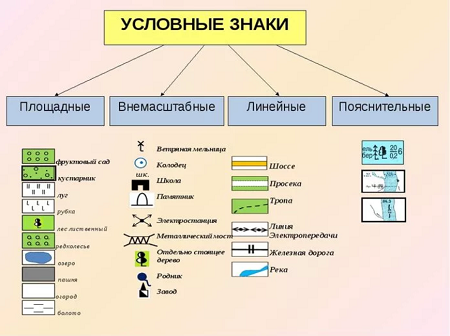 УСЛОВНЫЕ ЗНАКИ
Площадные
Внемасштабные
Линейные
Пояснительные
фруктовый сад
кустарник
луг
рубка
лес лиственный
редколесье
озеро
пашня
огород
болото
Ветряная мельница
Колодец
шк.
Школа
Памятник
Электростанция
Металлический мост
Отдельно стоящее
дерево
Родник
Завод
Шоссе
Просека
Тропа
Линия
Электропередачи
Железная дорога
Река